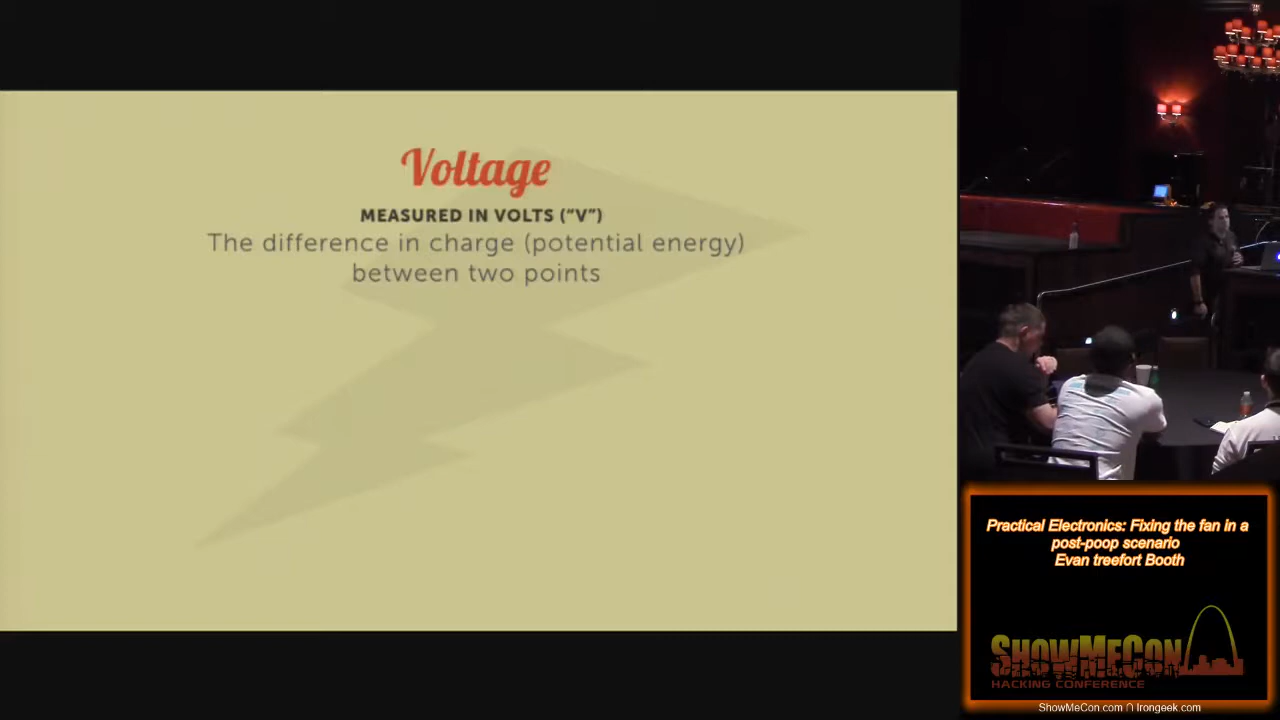 Voltage
MEASURED IN VOLTS (“V”)
The difference in charge (potential energy)
between two points
Practical Electronics: Fixing the fan in a
post-poop scenario
Evan treefort Booth
SHOWMECON
HACKING CONFERENCE
ShowMeCon.com ∩ Irongeek.com